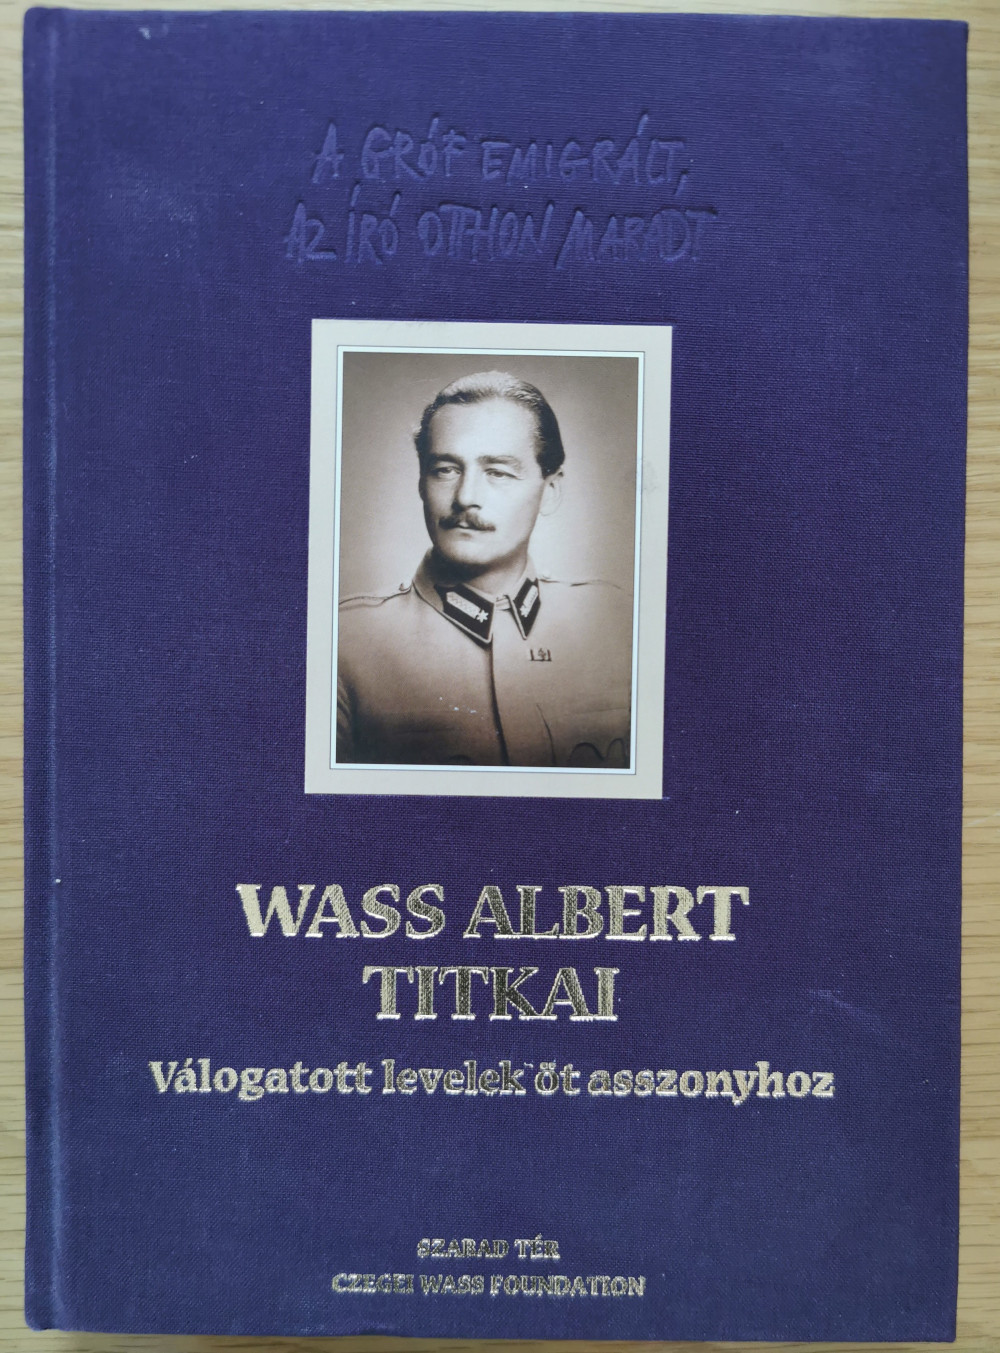 A GRÓF EMIGRÁLT,
AZ ÍRÓ OTTHON MARADT
WASS ALBERT
TITKAI
Válogatott levelek öt asszonyhoz
SZABAD TÉR
CZEGEI WASS FOUNDATION